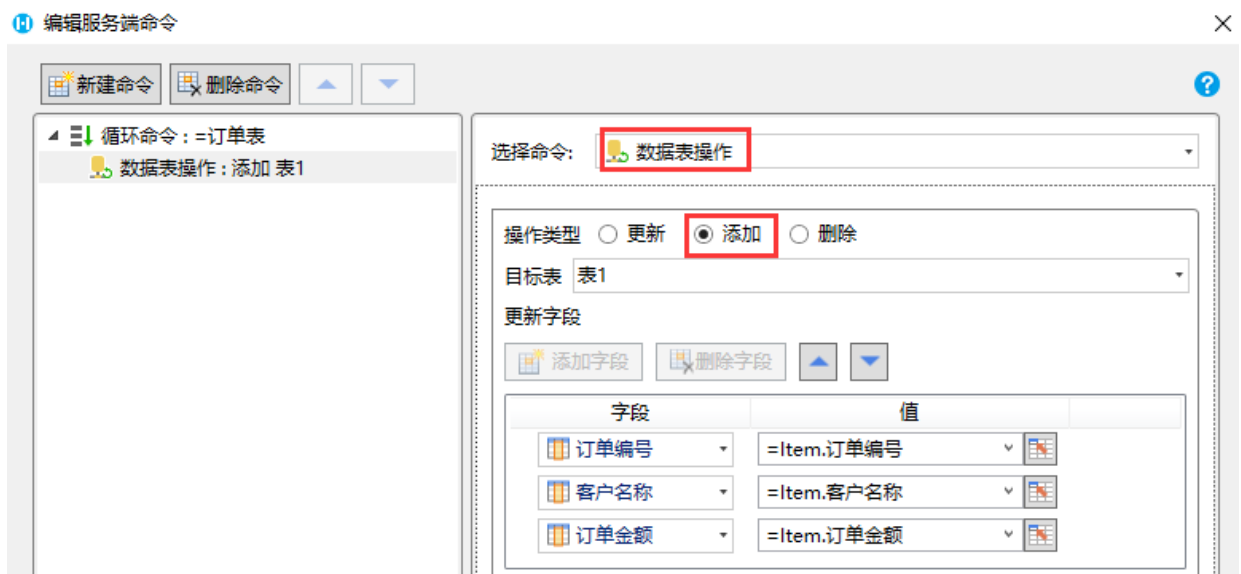 编辑服务端命令
新建命令 删除命令
循环命令 : =订单表
数据表操作 : 添加 表1
选择命令: 数据表操作
操作类型 更新 添加 删除
目标表 表1
更新字段
添加字段 删除字段
字段 值
订单编号 =Item.订单编号
客户名称 =Item.客户名称
订单金额 =Item.订单金额